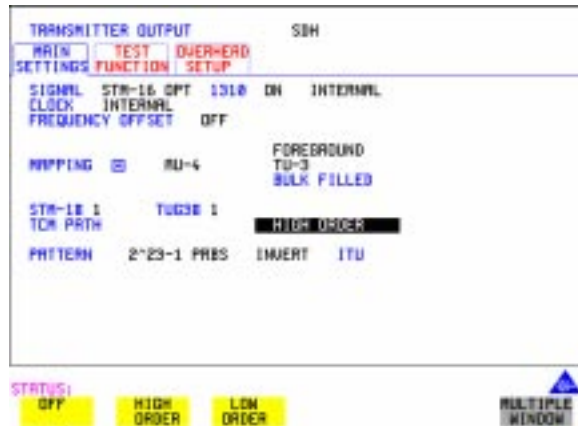 TRANSMITTER OUTPUT SDH
MAIN SETTINGS TEST FUNCTION OVERHEAD SETUP
SIGNAL STM-16 OPT 1310 ON INTERNAL
CLOCK INTERNAL
FREQUENCY OFFSET OFF
FOREGROUND
MAPPING AU-4 TU-3
BULK FILLED
STM-1# 1 TUG3# 1
TCM PATH HIGH ORDER
PATTERN 2^23-1 PRBS INVERT ITU
STATUS:
OFF HIGH ORDER LOW ORDER MULTIPLE WINDOW